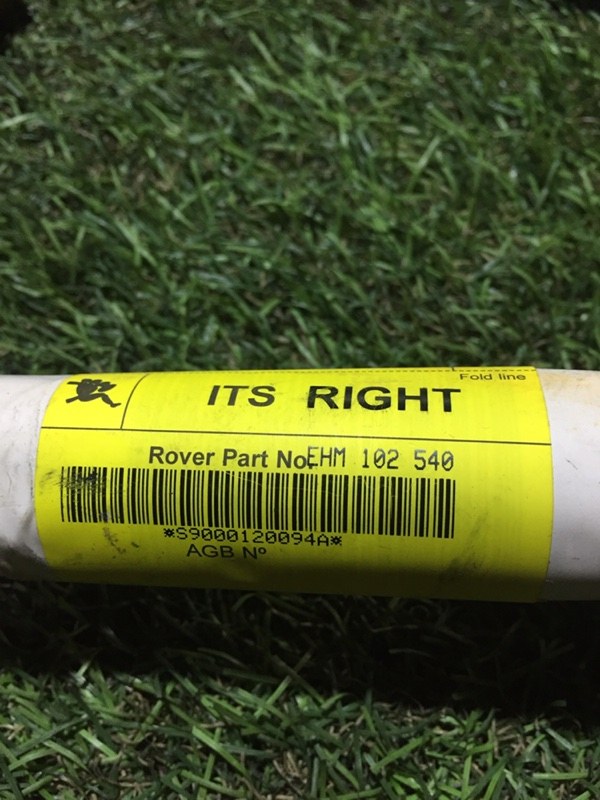 Fold line
ITS RIGHT
Rover Part No. EHM 102 540
*S9000120094A*
AGB Nº